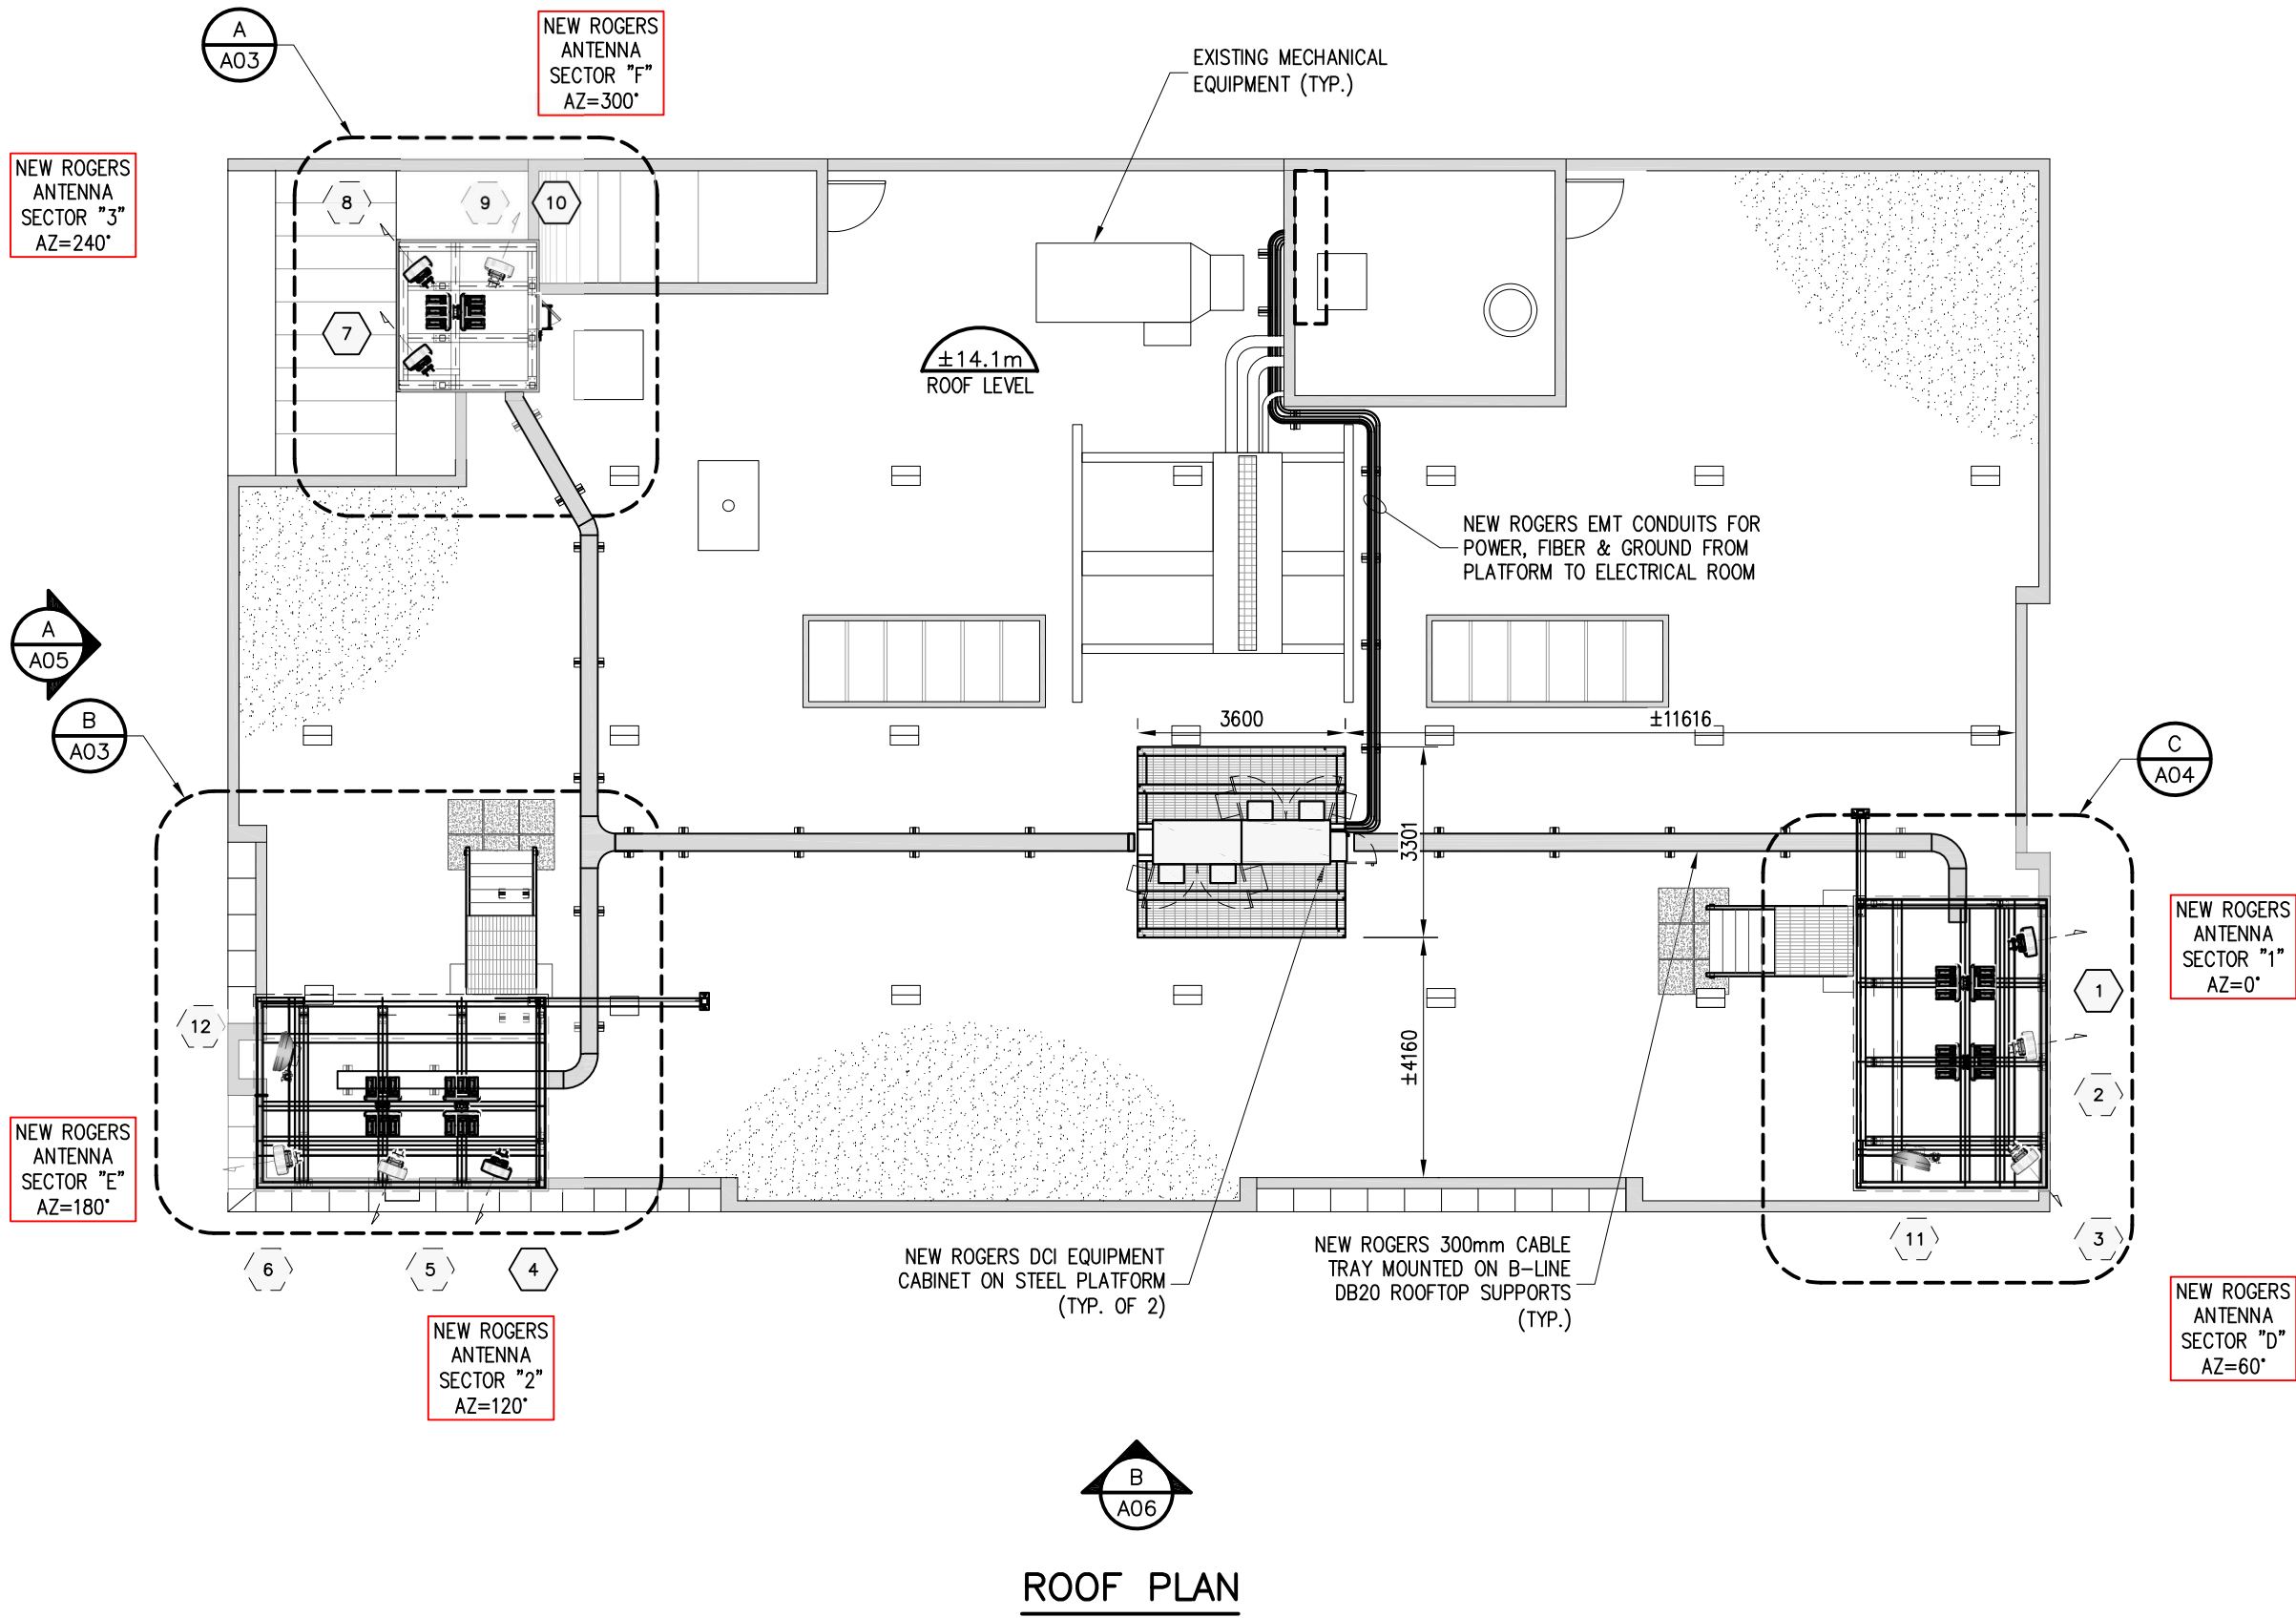 A
A03
NEW ROGERS
ANTENNA
SECTOR "F"
AZ=300°
EXISTING MECHANICAL
EQUIPMENT (TYP.)
NEW ROGERS
ANTENNA
SECTOR "3"
AZ=240°
8
9
10
7
±14.1m
ROOF LEVEL
NEW ROGERS EMT CONDUITS FOR
POWER, FIBER & GROUND FROM
PLATFORM TO ELECTRICAL ROOM
A
A05
B
A03
3600
±11616
C
A04
3301
NEW ROGERS
ANTENNA
SECTOR "1"
AZ=0°
1
12
±4160
2
NEW ROGERS
ANTENNA
SECTOR "E"
AZ=180°
6
5
4
NEW ROGERS DCI EQUIPMENT
CABINET ON STEEL PLATFORM
(TYP. OF 2)
NEW ROGERS 300mm CABLE
TRAY MOUNTED ON B-LINE
DB20 ROOFTOP SUPPORTS
(TYP.)
11
3
NEW ROGERS
ANTENNA
SECTOR "D"
AZ=60°
NEW ROGERS
ANTENNA
SECTOR "2"
AZ=120°
B
A06
ROOF PLAN